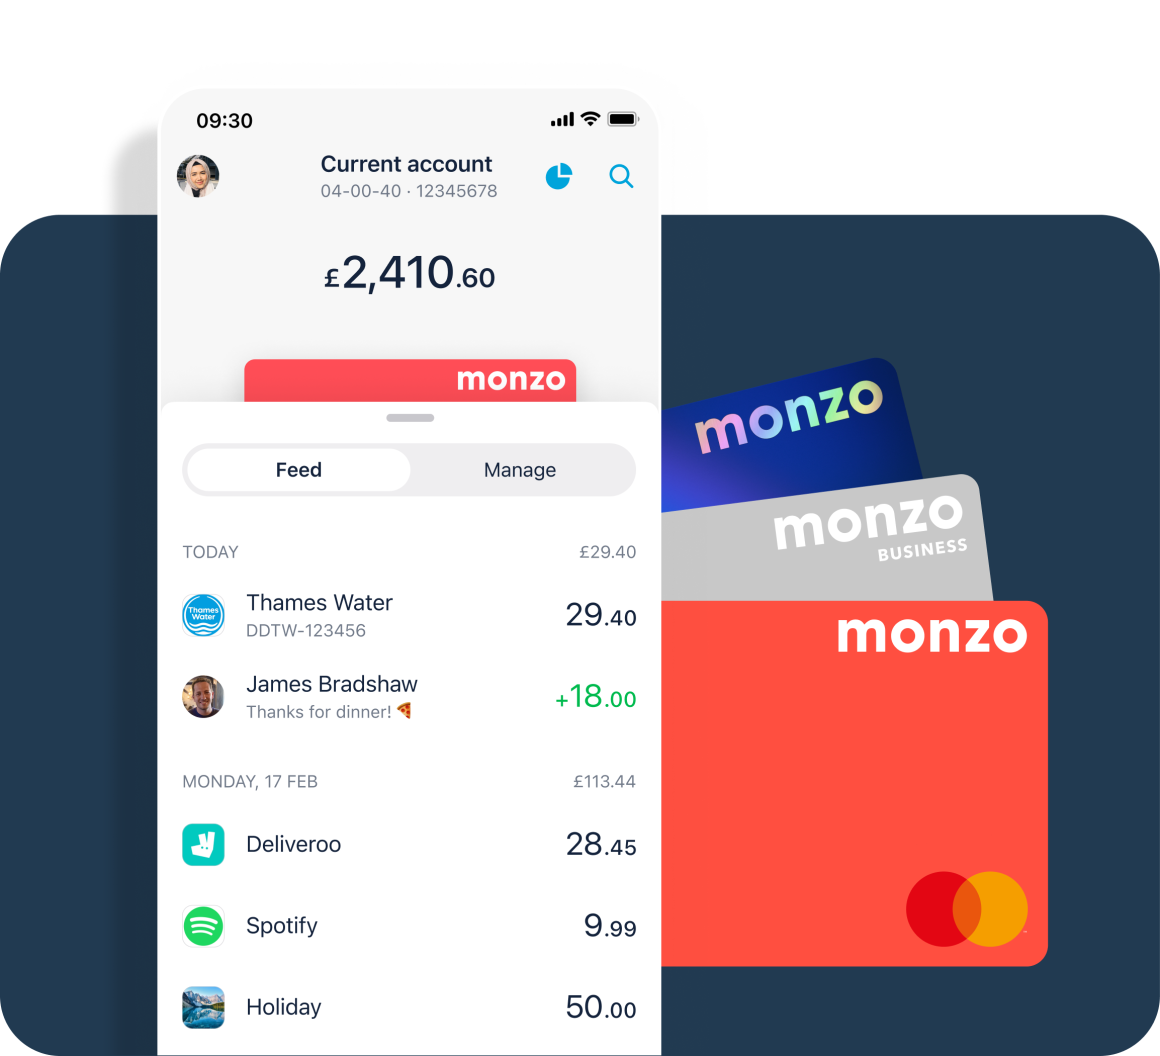 09:30
Current account
04-00-40 · 12345678
£2,410.60
monzo
Feed
Manage
TODAY
£29.40
Thames Water
Thames Water
DDTW-123456
29.40
James Bradshaw
Thanks for dinner! 🍕
+18.00
MONDAY, 17 FEB
£113.44
Deliveroo
28.45
Spotify
9.99
Holiday
50.00
monzo
monzo
BUSINESS
monzo